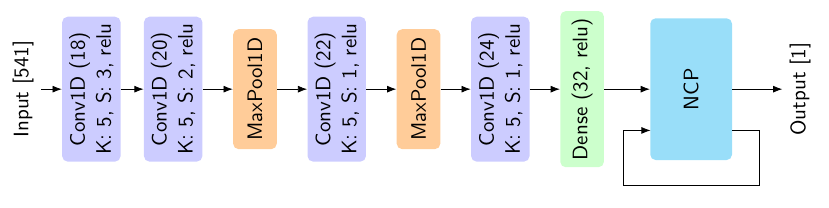 Input [541]
Conv1D (18)
K: 5, S: 3, relu
Conv1D (20)
K: 5, S: 2, relu
MaxPool1D
Conv1D (22)
K: 5, S: 1, relu
MaxPool1D
Conv1D (24)
K: 5, S: 1, relu
Dense (32, relu)
NCP
Output [1]